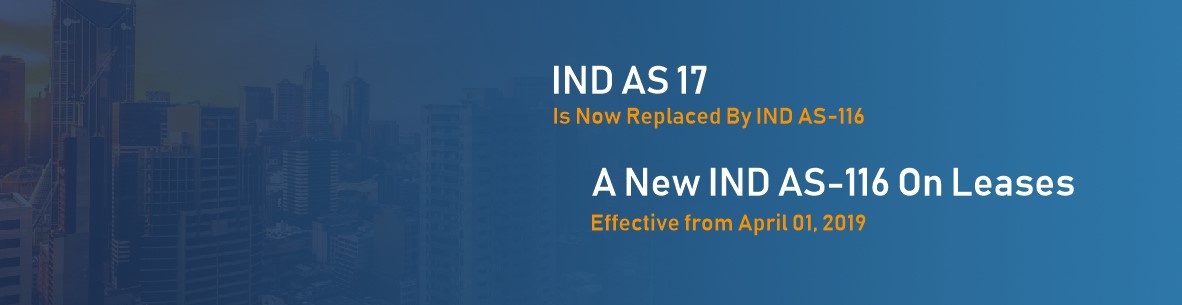 IND AS 17
Is Now Replaced By IND AS-116
A New IND AS-116 On Leases
Effective from April 01, 2019